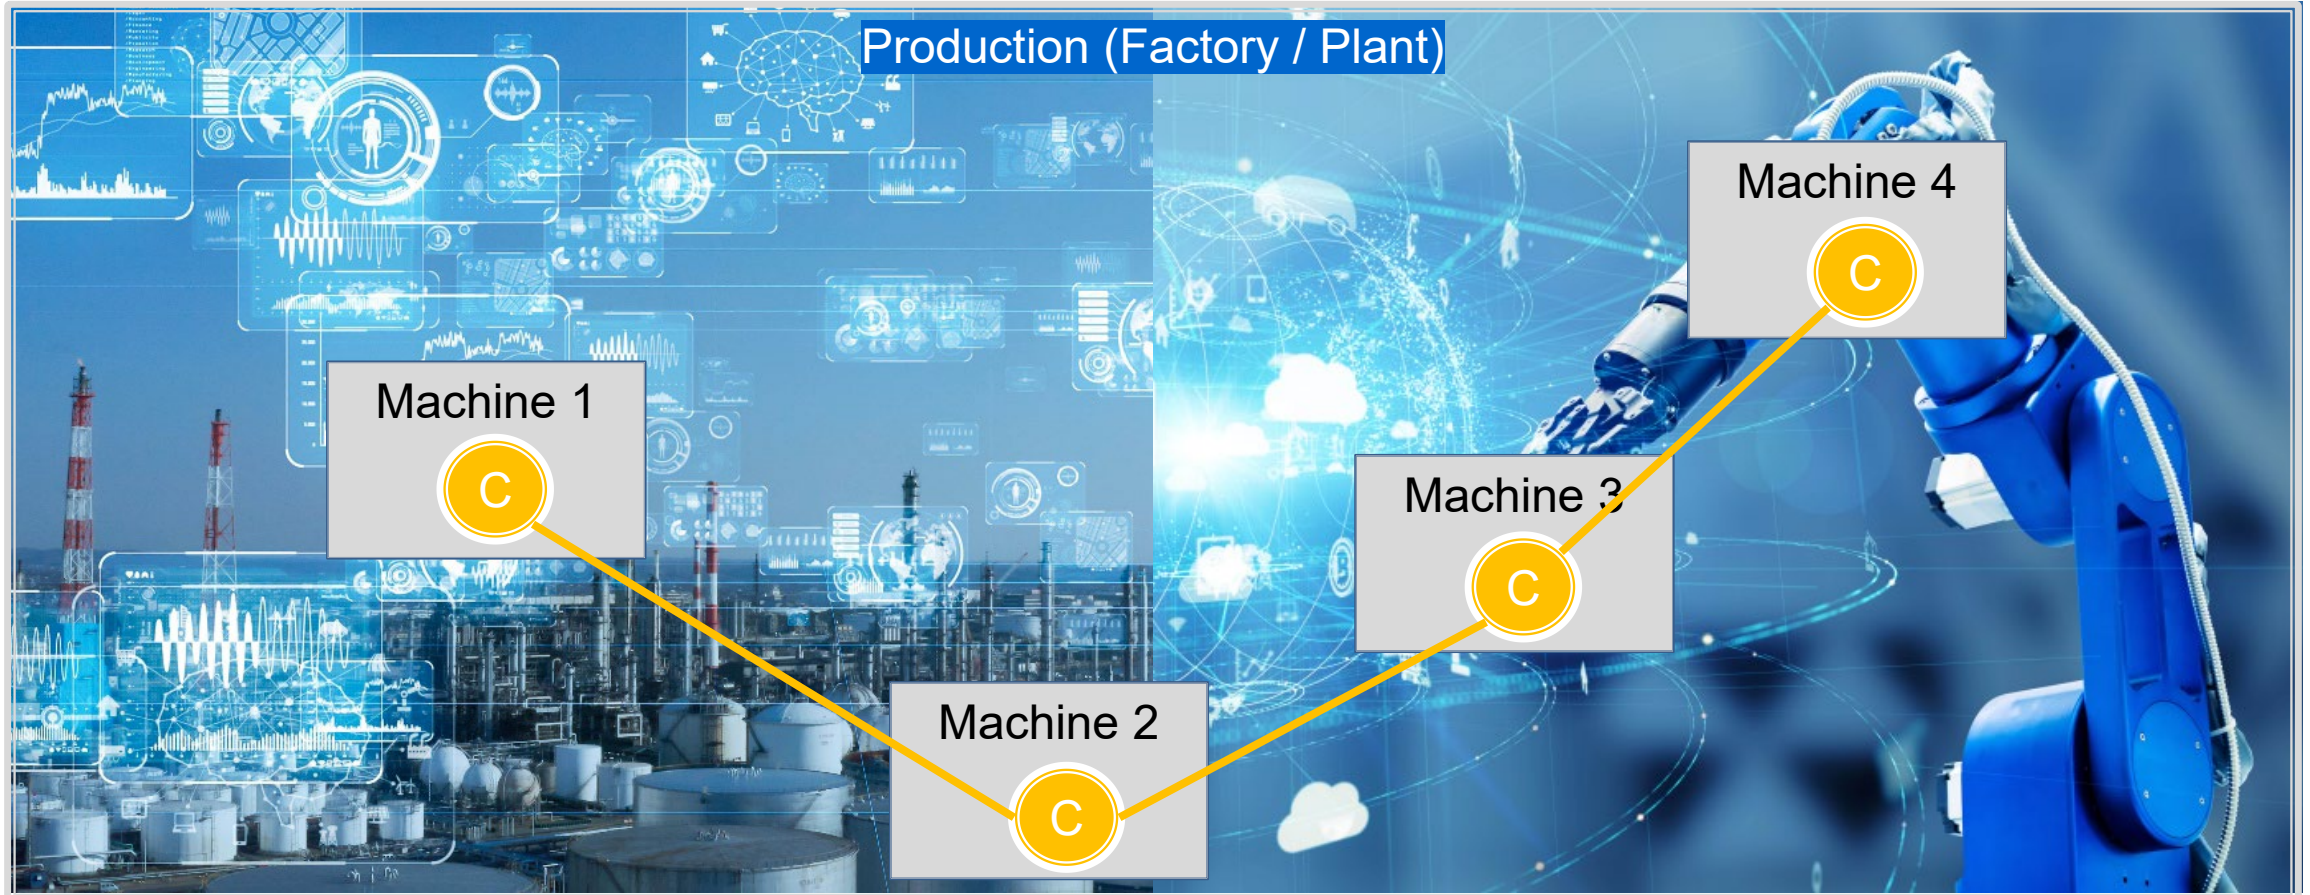 Production (Factory / Plant)
Machine 4
C
Machine 1
C
Machine 3
C
Machine 2
C